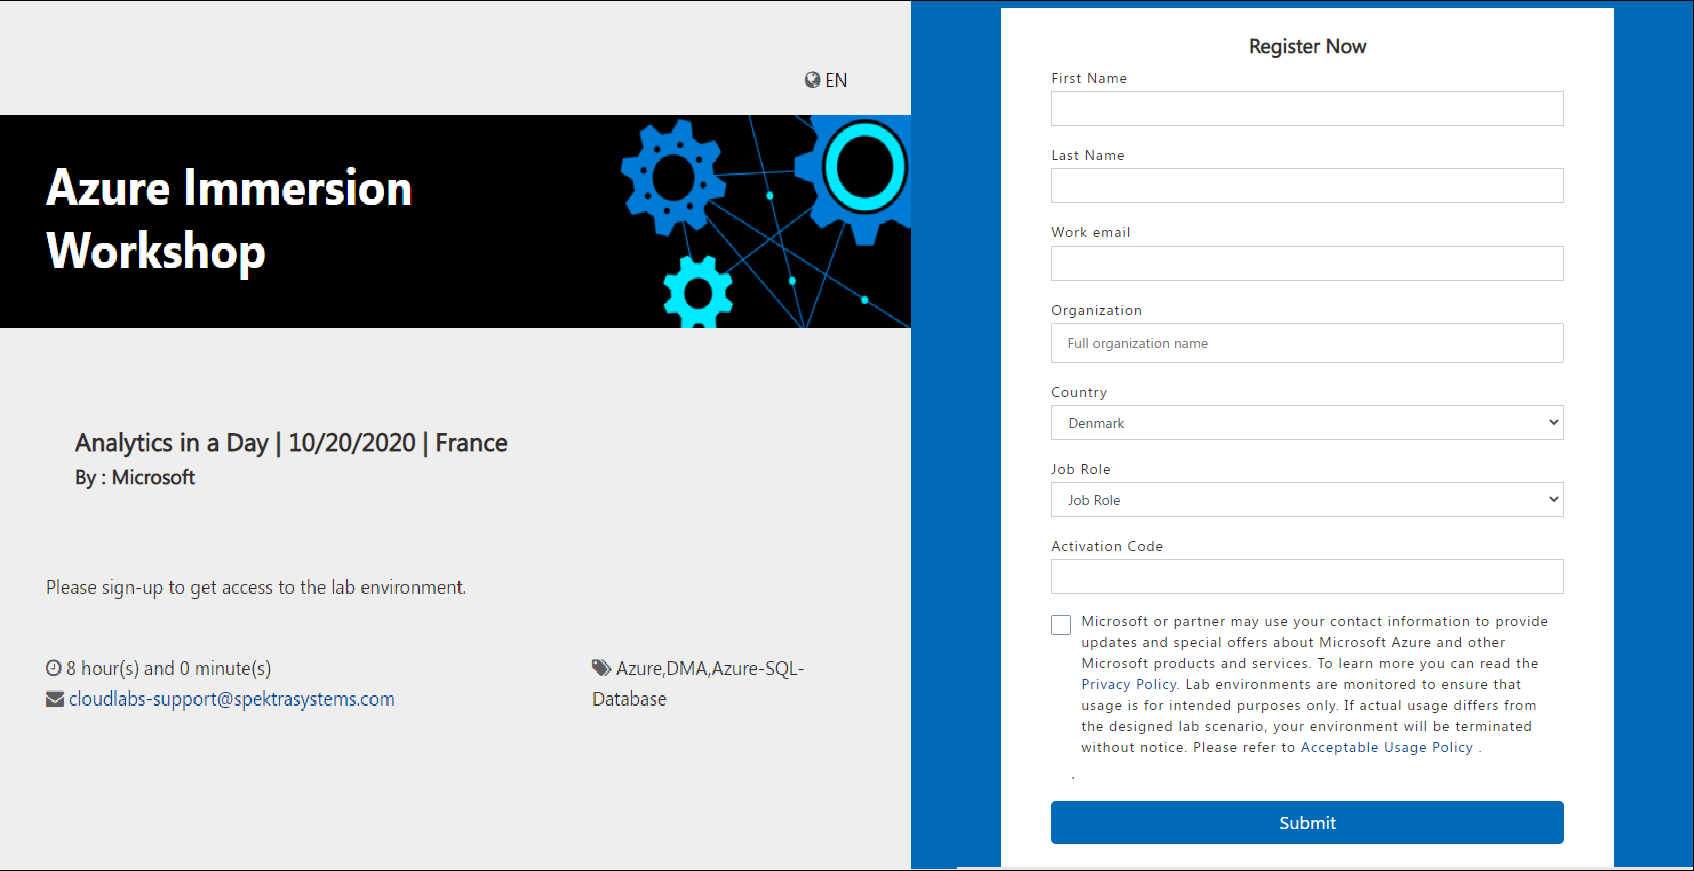 EN
Azure Immersion
Workshop
Analytics in a Day | 10/20/2020 | France
By : Microsoft
Please sign-up to get access to the lab environment.
8 hour(s) and 0 minute(s)
cloudlabs-support@spektrasystems.com
Azure,DMA,Azure-SQL-
Database
Register Now
First Name
Last Name
Work email
Organization
Full organization name
Country
Denmark
Job Role
Job Role
Activation Code
Microsoft or partner may use your contact information to provide
updates and special offers about Microsoft Azure and other
Microsoft products and services. To learn more you can read the
Privacy Policy. Lab environments are monitored to ensure that
usage is for intended purposes only. If actual usage differs from
the designed lab scenario, your environment will be terminated
without notice. Please refer to Acceptable Usage Policy .
.
Submit